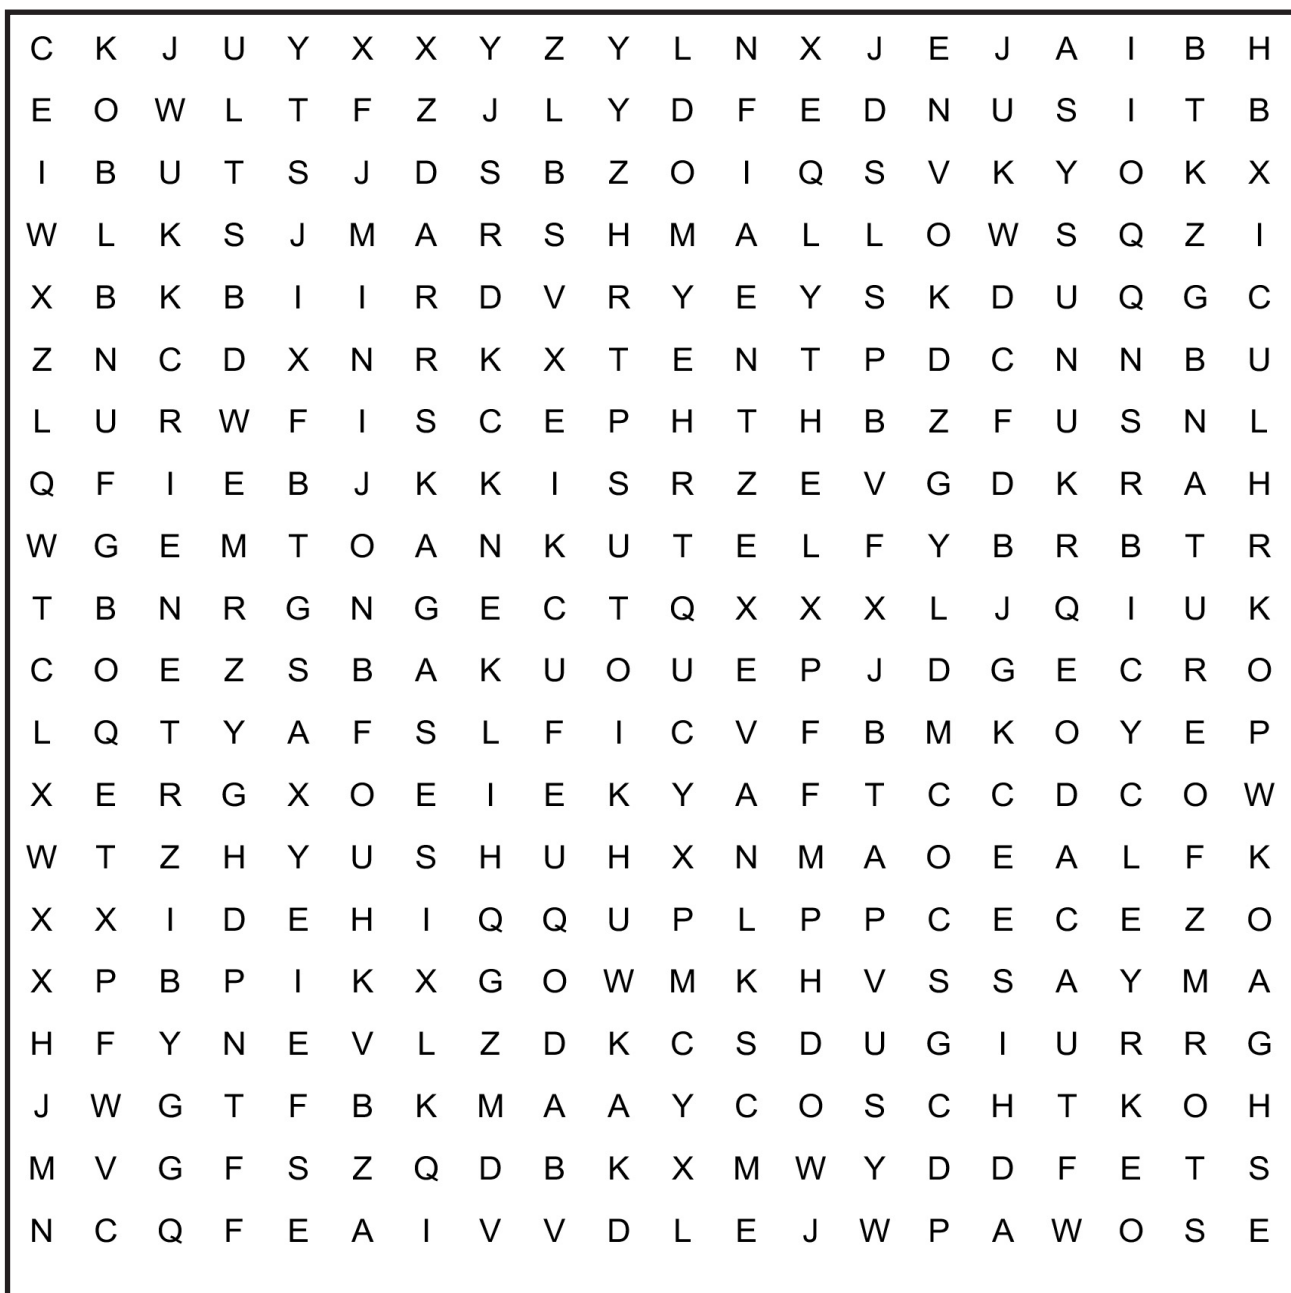 C K J U Y X X Y Z Y L N X J E J A I B H
E O W L T F Z J L Y D F E D N U S I T B
I B U T S J D S B Z O I Q S V K Y O K X
W L K S J M A R S H M A L L O W S Q Z I
X B K B I I R D V R Y E Y S K D U Q G C
Z N C D X N R K X T E N T P D C N N B U
L U R W F I S C E P H T H B Z F U S N L
Q F I E B J K K I S R Z E V G D K R A H
W G E M T O A N K U T E L F Y B R B T R
T B N R G N G E C T Q X X X L J Q I U K
C O E Z S B A K U O U E P J D G E C R O
L Q T Y A F S L F I C V F B M K O Y E P
X E R G X O E I E K Y A F T C C D C O W
W T Z H Y U S H U H X N M A O E A L F K
X X I D E H I Q Q U P L P P C E C E Z O
X P B P I K X G O W M K H V S S A Y M A
H F Y N E V L Z D K C S D U G I U R R G
J W G T F B K M A A Y C O S C H T K O H
M V G F S Z Q D B K X M W Y D D F E T S
N C Q F E A I V V D L E J W P A W O S E